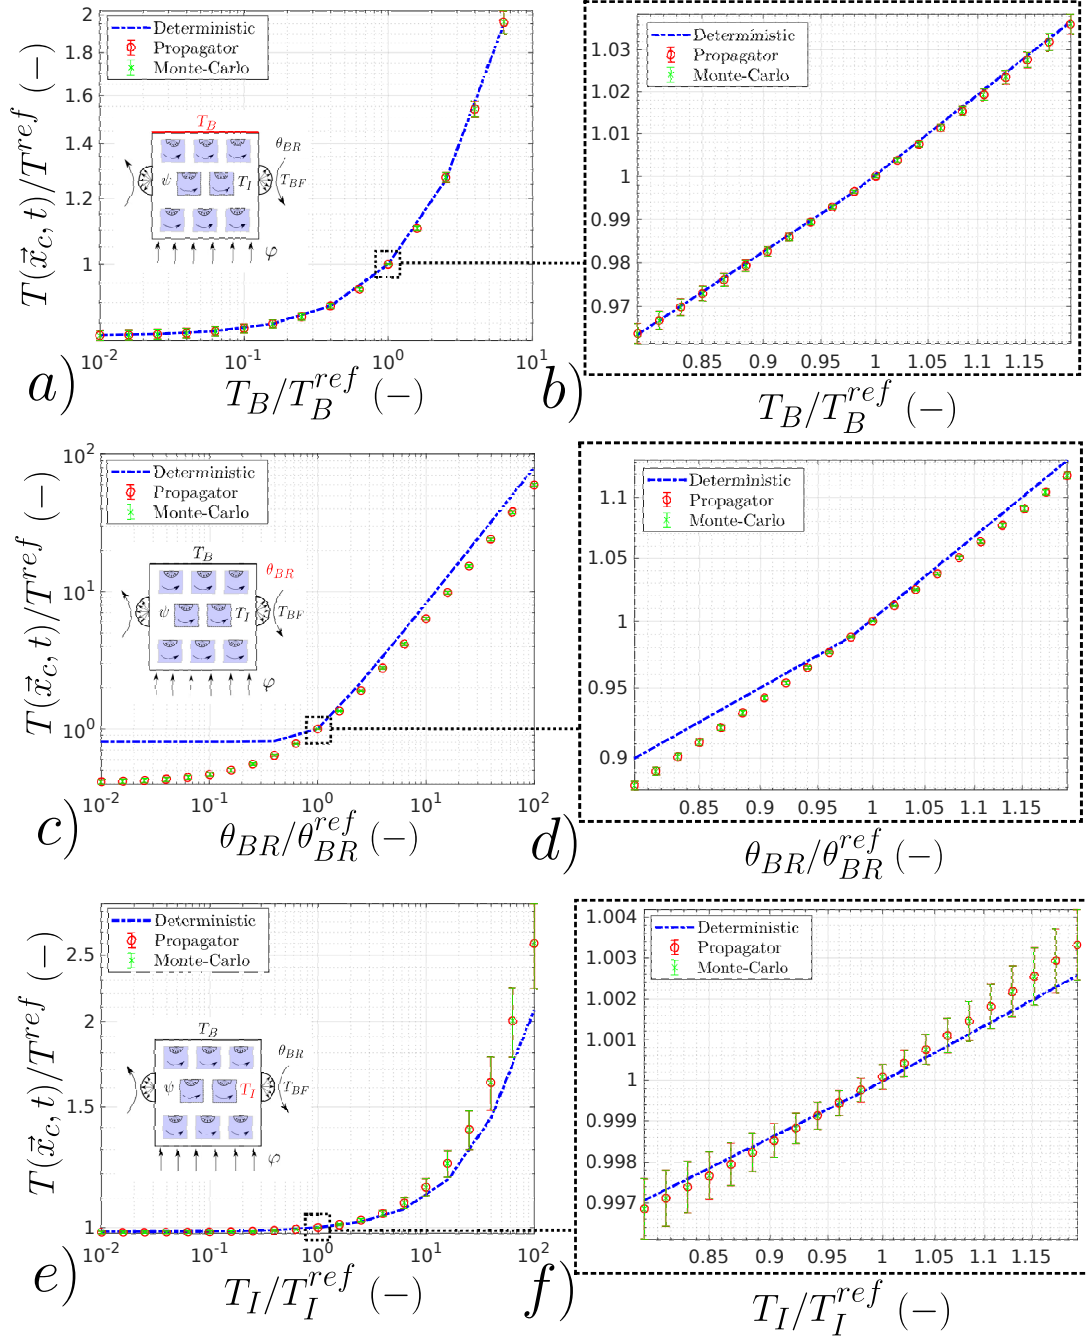 T(x⃗_c, t)/T^ref (−)
2
1.8
1.6
1.4
1.2
1
Deterministic
Propagator
Monte-Carlo
T_B
θ_BR
ψ
T_I
T_BF
φ
10^-2
10^-1
10^0
10^1
a)
T_B/T_B^ref (−)
1.03
1.02
1.01
1
0.99
0.98
0.97
Deterministic
Propagator
Monte-Carlo
0.85 0.9 0.95 1 1.05 1.1 1.15
b)
T_B/T_B^ref (−)
T(x⃗_c, t)/T^ref (−)
10^2
10^1
10^0
Deterministic
Propagator
Monte-Carlo
T_B
θ_BR
ψ
T_I
T_BF
φ
10^-2 10^-1 10^0 10^1 10^2
c)
θ_BR/θ_BR^ref (−)
1.1
1.05
1
0.95
0.9
Deterministic
Propagator
Monte-Carlo
0.85 0.9 0.95 1 1.05 1.1 1.15
d)
θ_BR/θ_BR^ref (−)
T(x⃗_c, t)/T^ref (−)
2.5
2
1.5
1
Deterministic
Propagator
Monte-Carlo
T_B
θ_BR
ψ
T_I
T_BF
φ
10^-2 10^-1 10^0 10^1 10^2
e)
T_I/T_I^ref (−)
1.004
1.003
1.002
1.001
1
0.999
0.998
0.997
Deterministic
Propagator
Monte-Carlo
0.85 0.9 0.95 1 1.05 1.1 1.15
f)
T_I/T_I^ref (−)